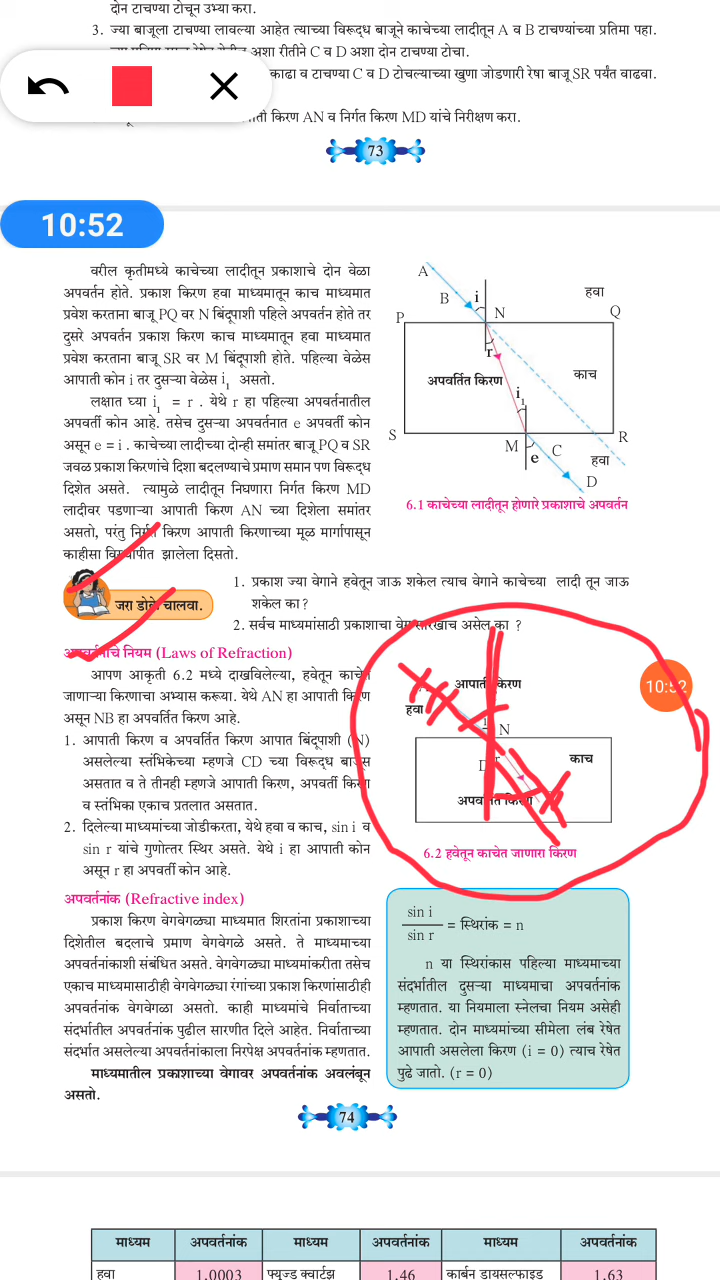 दोन टाचण्या टोचून उभ्या करा.
3. ज्या बाजूला टाचण्या लावल्या आहेत त्याच्या विरूद्ध बाजूने काचेच्या लादीतून A व B टाचण्यांच्या प्रतिमा पहा.
अशा रीतीने C व D अशा दोन टाचण्या टोचा.
काढा व टाचण्या C व D टोचल्याच्या खुणा जोडणारी रेषा बाजू SR पर्यंत वाढवा.
किरण AN व निर्गत किरण MD यांचे निरीक्षण करा.
73
10:52
वरील कृतीमध्ये काचेच्या लादीतून प्रकाशाचे दोन वेळा
अपवर्तन होते. प्रकाश किरण हवा माध्यमातून काच माध्यमात
प्रवेश करताना बाजू PQ वर N बिंदूपाशी पहिले अपवर्तन होते तर
दुसरे अपवर्तन प्रकाश किरण काच माध्यमातून हवा माध्यमात
प्रवेश करताना बाजू SR वर M बिंदूपाशी होते. पहिल्या वेळेस
आपाती कोन i तर दुसऱ्या वेळेस i₁ असतो.
लक्षात घ्या i₁ = r . येथे r हा पहिल्या अपवर्तनातील
अपवर्ती कोन आहे. तसेच दुसऱ्या अपवर्तनात e अपवर्ती कोन
असून e = i . काचेच्या लादीच्या दोन्ही समांतर बाजू PQ व SR
जवळ प्रकाश किरणांचे दिशा बदलण्याचे प्रमाण समान पण विरूद्ध
दिशेत असते. त्यामुळे लादीतून निघणारा निर्गत किरण MD
लादीवर पडणाऱ्या आपाती किरण AN च्या दिशेला समांतर
असतो, परंतु निर्गत किरण आपाती किरणाच्या मूळ मार्गापासून
काहीसा विस्थापीत झालेला दिसतो.
A
B
i
N
हवा
P
Q
r
अपवर्तित किरण
काच
i₁
S
R
M
C
e
हवा
D
6.1 काचेच्या लादीतून होणारे प्रकाशाचे अपवर्तन
जरा डोके चालवा.
1. प्रकाश ज्या वेगाने हवेतून जाऊ शकेल त्याच वेगाने काचेच्या लादी तून जाऊ
शकेल का?
2. सर्वच माध्यमांसाठी प्रकाशाचा वेग सारखाच असेल का ?
अपवर्तनाचे नियम (Laws of Refraction)
आपण आकृती 6.2 मध्ये दाखविलेल्या, हवेतून काचेत
जाणाऱ्या किरणाचा अभ्यास करूया. येथे AN हा आपाती किरण
असून NB हा अपवर्तित किरण आहे.
1. आपाती किरण व अपवर्तित किरण आपात बिंदूपाशी (N)
असलेल्या स्तंभिकेच्या म्हणजे CD च्या विरूद्ध बाजूस
असतात व ते तीनही म्हणजे आपाती किरण, अपवर्ती किरण
व स्तंभिका एकाच प्रतलात असतात.
2. दिलेल्या माध्यमांच्या जोडीकरता, येथे हवा व काच, sin i व
sin r यांचे गुणोत्तर स्थिर असते. येथे i हा आपाती कोन
असून r हा अपवर्ती कोन आहे.
आपाती किरण
हवा
i
N
D
r
काच
अपवर्तित किरण
6.2 हवेतून काचेत जाणारा किरण
10:52
अपवर्तनांक (Refractive index)
प्रकाश किरण वेगवेगळ्या माध्यमात शिरतांना प्रकाशाच्या
दिशेतील बदलाचे प्रमाण वेगवेगळे असते. ते माध्यमाच्या
अपवर्तनांकाशी संबंधित असते. वेगवेगळ्या माध्यमांकरीता तसेच
एकाच माध्यमासाठीही वेगवेगळ्या रंगांच्या प्रकाश किरणांसाठीही
अपवर्तनांक वेगवेगळा असतो. काही माध्यमांचे निर्वाताच्या
संदर्भातील अपवर्तनांक पुढील सारणीत दिले आहेत. निर्वाताच्या
संदर्भात असलेल्या अपवर्तनांकाला निरपेक्ष अपवर्तनांक म्हणतात.
माध्यमातील प्रकाशाच्या वेगावर अपवर्तनांक अवलंबून
असतो.
sin i
sin r
= स्थिरांक = n
n या स्थिरांकास पहिल्या माध्यमाच्या
संदर्भातील दुसऱ्या माध्यमाचा अपवर्तनांक
म्हणतात. या नियमाला स्नेलचा नियम असेही
म्हणतात. दोन माध्यमांच्या सीमेला लंब रेषेत
आपाती असलेला किरण (i = 0) त्याच रेषेत
पुढे जातो. (r = 0)
74
माध्यम अपवर्तनांक माध्यम अपवर्तनांक माध्यम अपवर्तनांक
हवा 1.0003 फ्युज्ड क्वार्टझ 1.46 कार्बन डायसल्फाइड 1.63